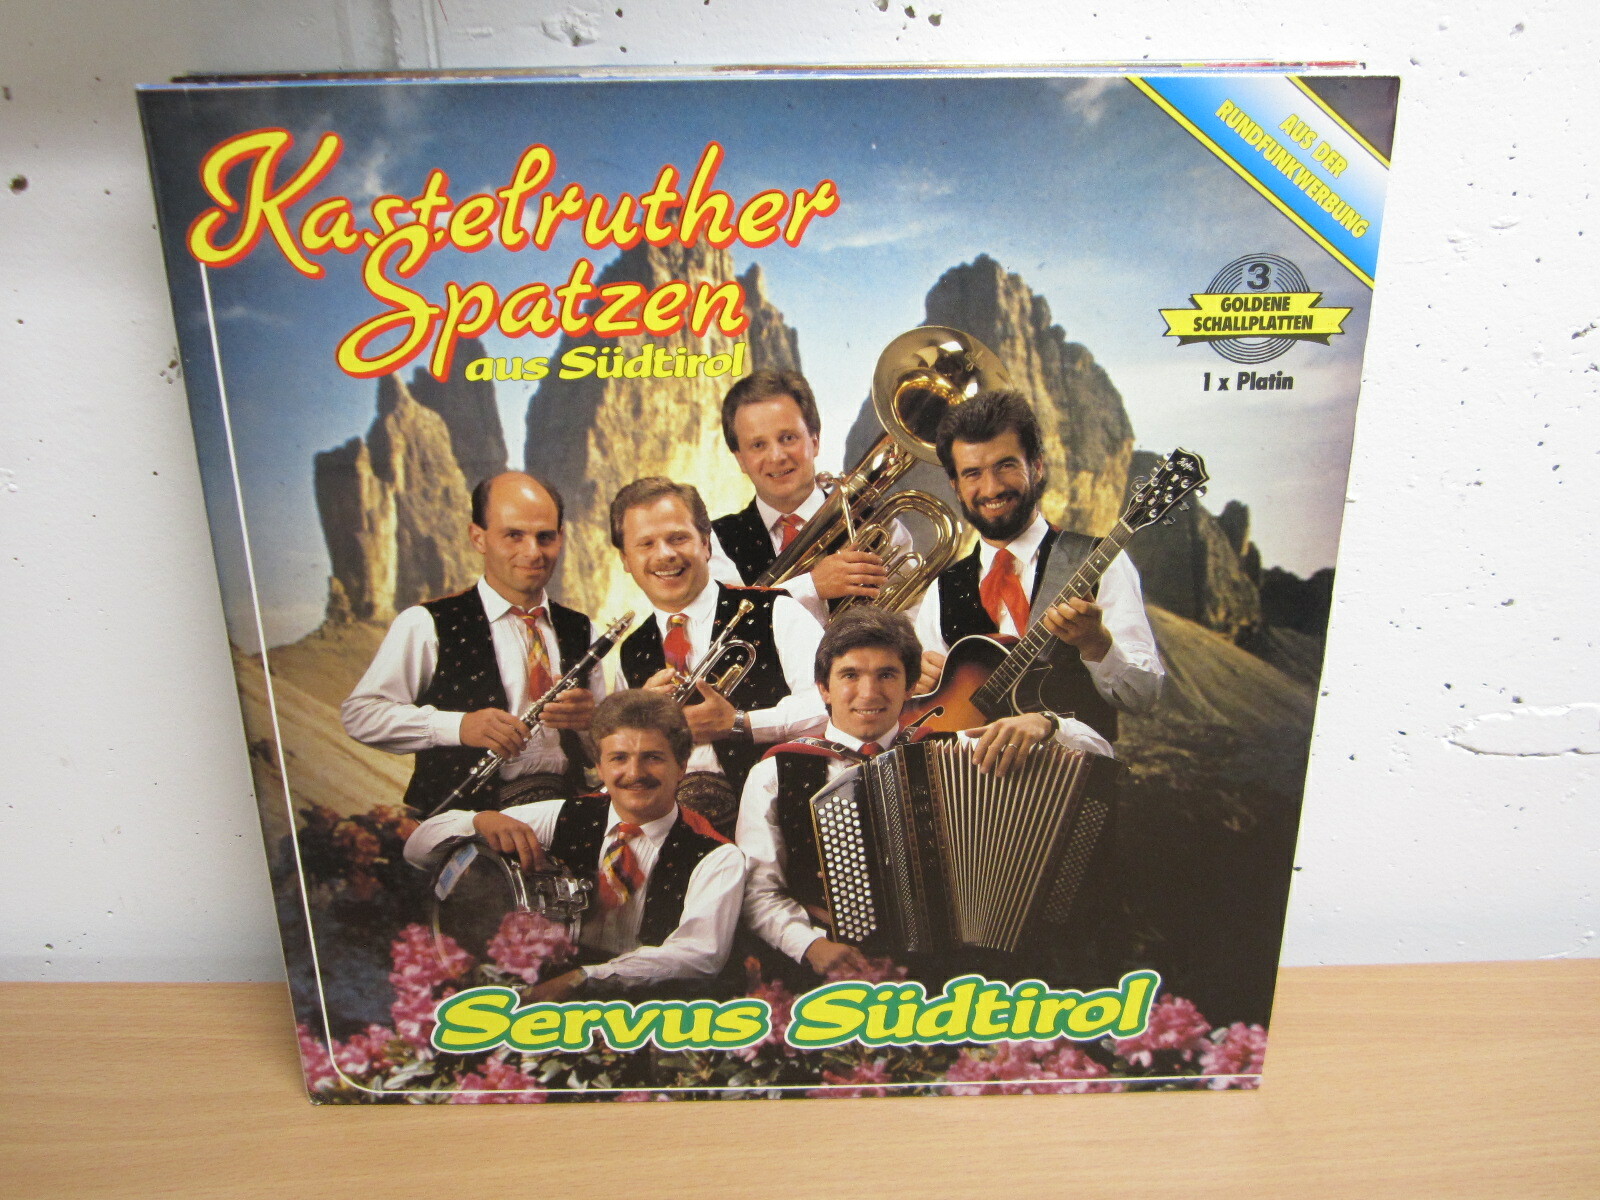 Kastelruther
Spatzen
aus Südtirol
AUS DER
RUNDFUNKWERBUNG
3
GOLDENE
SCHALLPLATTEN
1 x Platin
Servus Südtirol